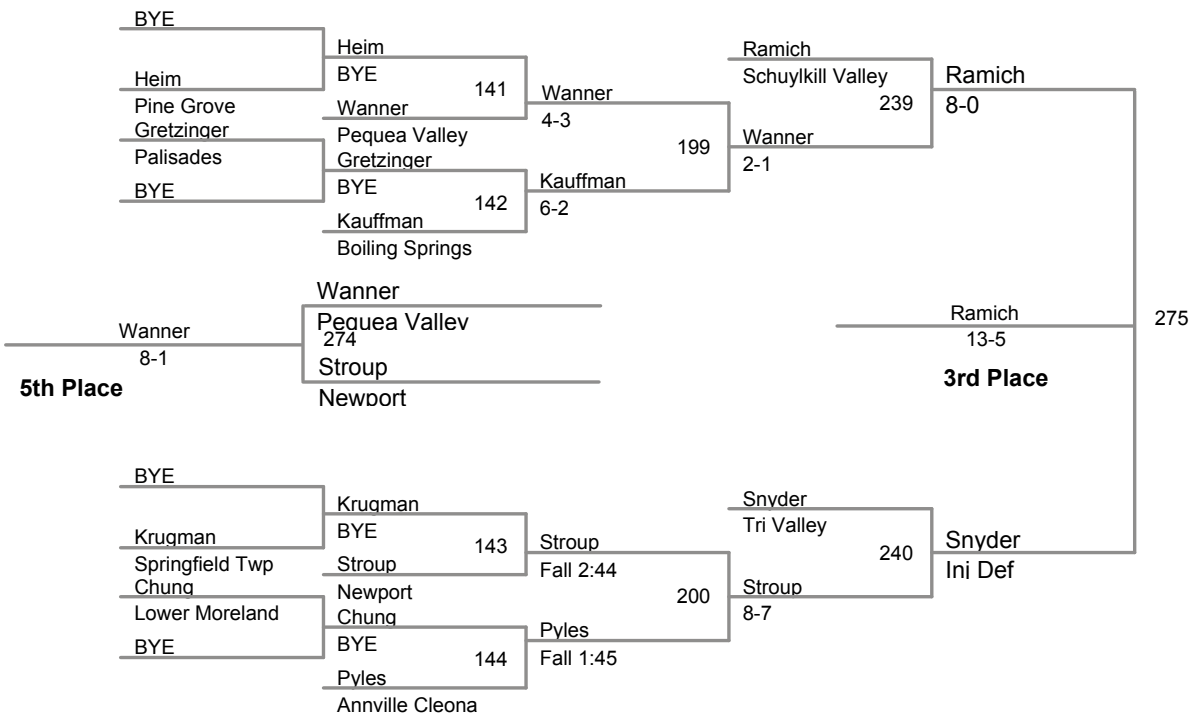 BYE
Heim
Pine Grove
Gretzinger
Palisades
BYE
Heim
BYE
141
Wanner
Pequea Valley
Gretzinger
BYE
142
Kauffman
Boiling Springs
Wanner
4-3
199
Kauffman
6-2
Ramich
Schuylkill Valley
239
Wanner
2-1
Ramich
8-0
Wanner
8-1
5th Place
Wanner
Pequea Valley
274
Stroup
Newport
Ramich
13-5
3rd Place
275
BYE
Krugman
Springfield Twp
Chung
Lower Moreland
BYE
Krugman
BYE
143
Stroup
Newport
Chung
BYE
144
Pyles
Annville Cleona
Stroup
Fall 2:44
200
Pyles
Fall 1:45
Snyder
Tri Valley
240
Stroup
8-7
Snyder
Inj Def